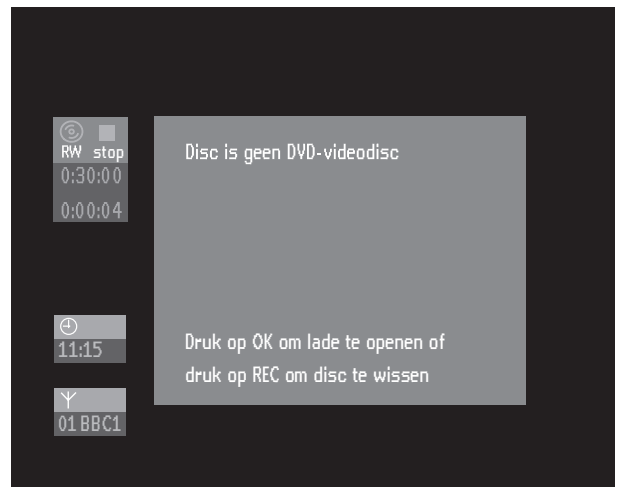 RW stop
0:30:00
0:00:04
Disc is geen DVD-videodisc
Druk op OK om lade te openen of
druk op REC om disc te wissen
11:15
01 BBC1